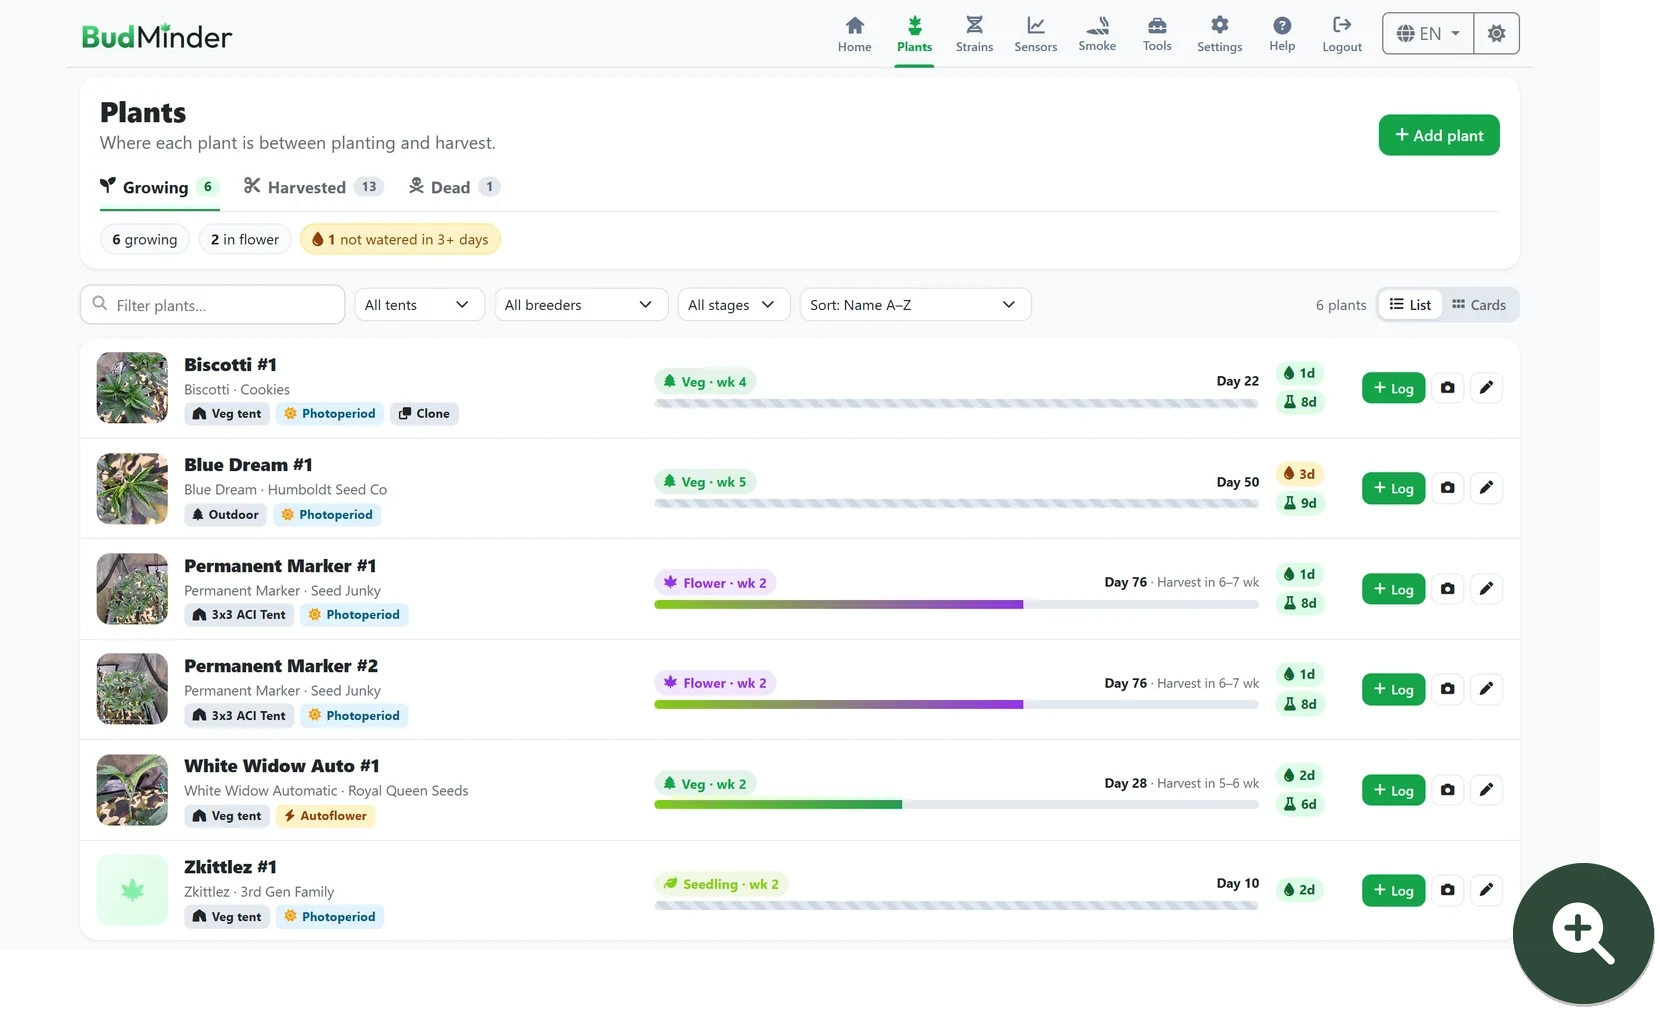 BudMinder
Home
Plants
Strains
Sensors
Smoke
Tools
Settings
Help
Logout
EN
Plants
Where each plant is between planting and harvest.
+ Add plant
Growing 6
Harvested 13
Dead 1
6 growing
2 in flower
1 not watered in 3+ days
Filter plants...
All tents
All breeders
All stages
Sort: Name A–Z
6 plants
List
Cards
Biscotti #1
Biscotti · Cookies
Veg tent
Photoperiod
Clone
Veg · wk 4
Day 22
1d
8d
+ Log
Blue Dream #1
Blue Dream · Humboldt Seed Co
Outdoor
Photoperiod
Veg · wk 5
Day 50
3d
9d
+ Log
Permanent Marker #1
Permanent Marker · Seed Junky
3x3 ACI Tent
Photoperiod
Flower · wk 2
Day 76 · Harvest in 6–7 wk
1d
8d
+ Log
Permanent Marker #2
Permanent Marker · Seed Junky
3x3 ACI Tent
Photoperiod
Flower · wk 2
Day 76 · Harvest in 6–7 wk
1d
8d
+ Log
White Widow Auto #1
White Widow Automatic · Royal Queen Seeds
Veg tent
Autoflower
Veg · wk 2
Day 28 · Harvest in 5–6 wk
2d
6d
+ Log
Zkittlez #1
Zkittlez · 3rd Gen Family
Veg tent
Photoperiod
Seedling · wk 2
Day 10
2d
+ Log